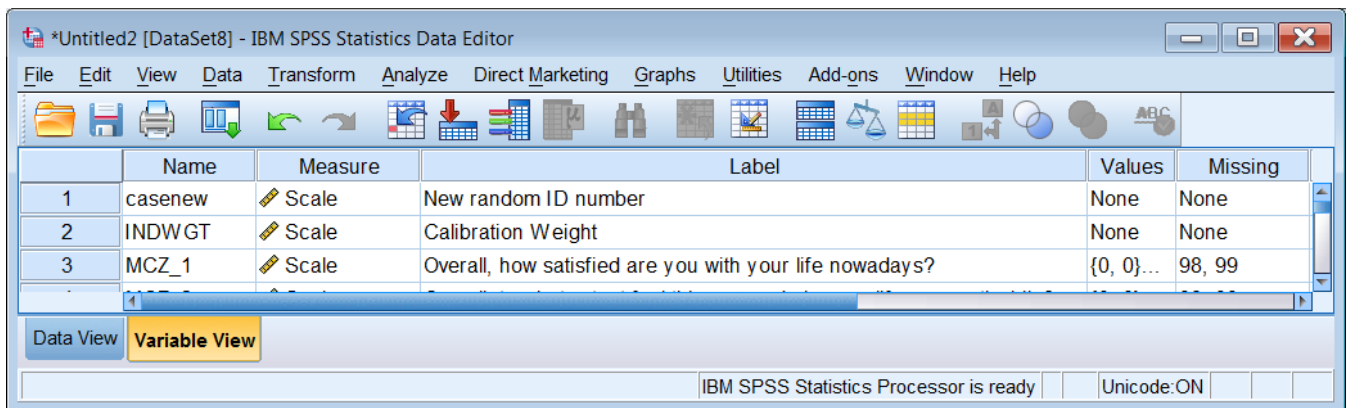 *Untitled2 [DataSet8] - IBM SPSS Statistics Data Editor
File Edit View Data Transform Analyze Direct Marketing Graphs Utilities Add-ons Window Help
A
1
ABC
Name Measure Label Values Missing
1 casenew Scale New random ID number None None
2 INDWGT Scale Calibration Weight None None
3 MCZ_1 Scale Overall, how satisfied are you with your life nowadays? {0, 0}... 98, 99
Data View Variable View
IBM SPSS Statistics Processor is ready Unicode:ON